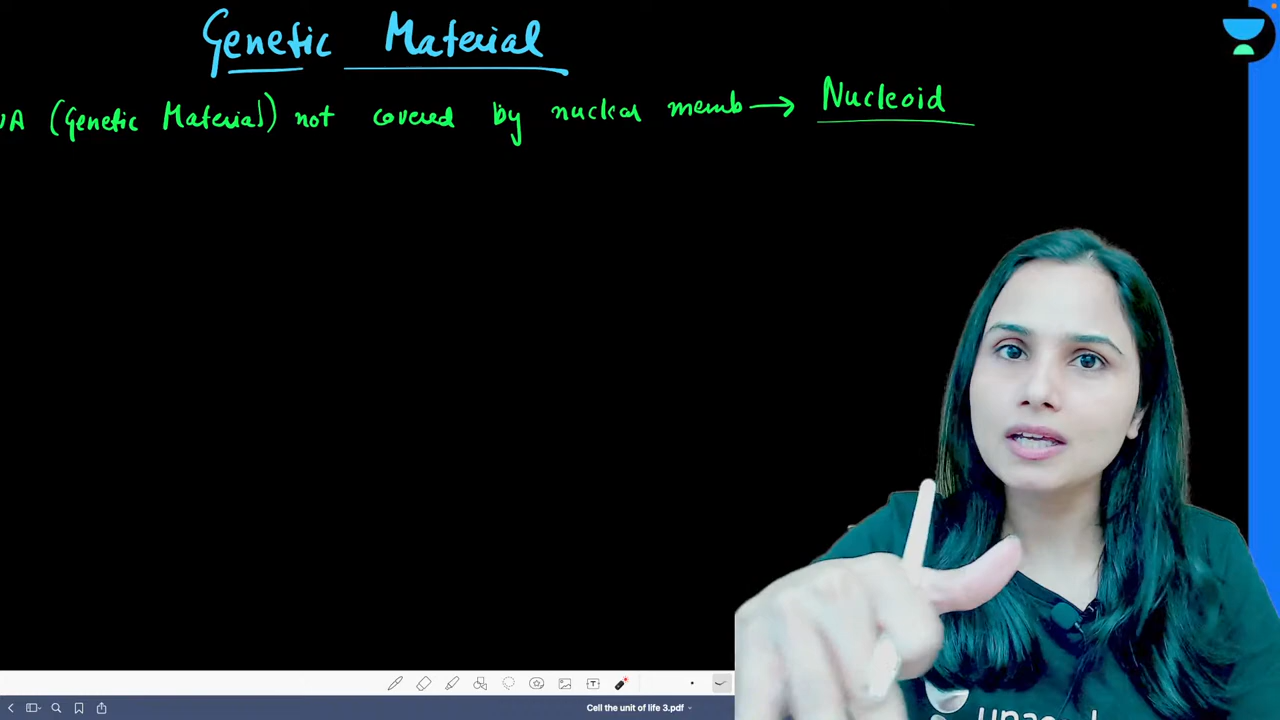 Genetic Material
(Genetic Material) not covered by nuclear memb → Nucleoid
Cell the unit of life 3.pdf